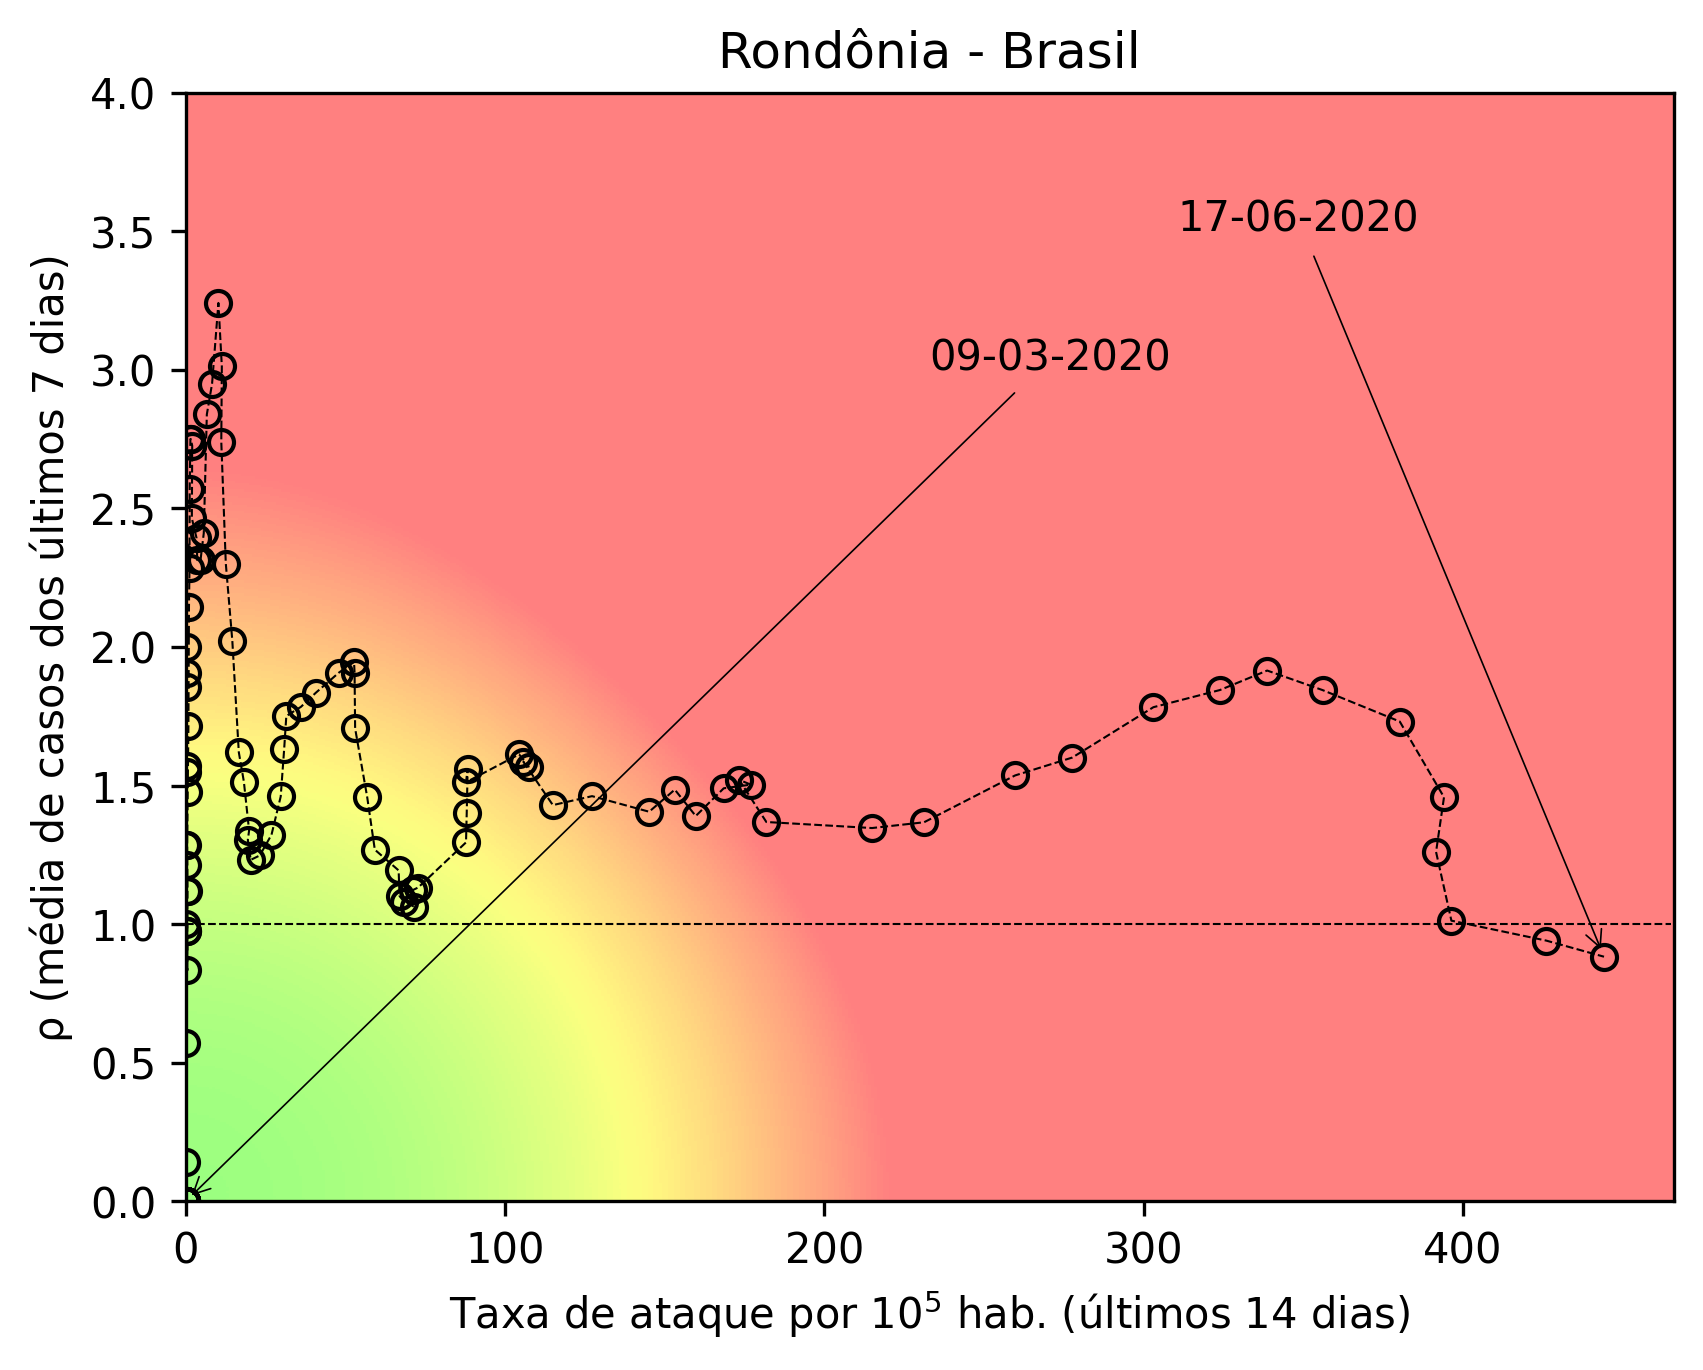 Rondônia - Brasil
4.0
3.5
3.0
2.5
2.0
1.5
1.0
0.5
0.0
17-06-2020
09-03-2020
0 100 200 300 400
ρ (média de casos dos últimos 7 dias)
Taxa de ataque por 10⁵ hab. (últimos 14 dias)